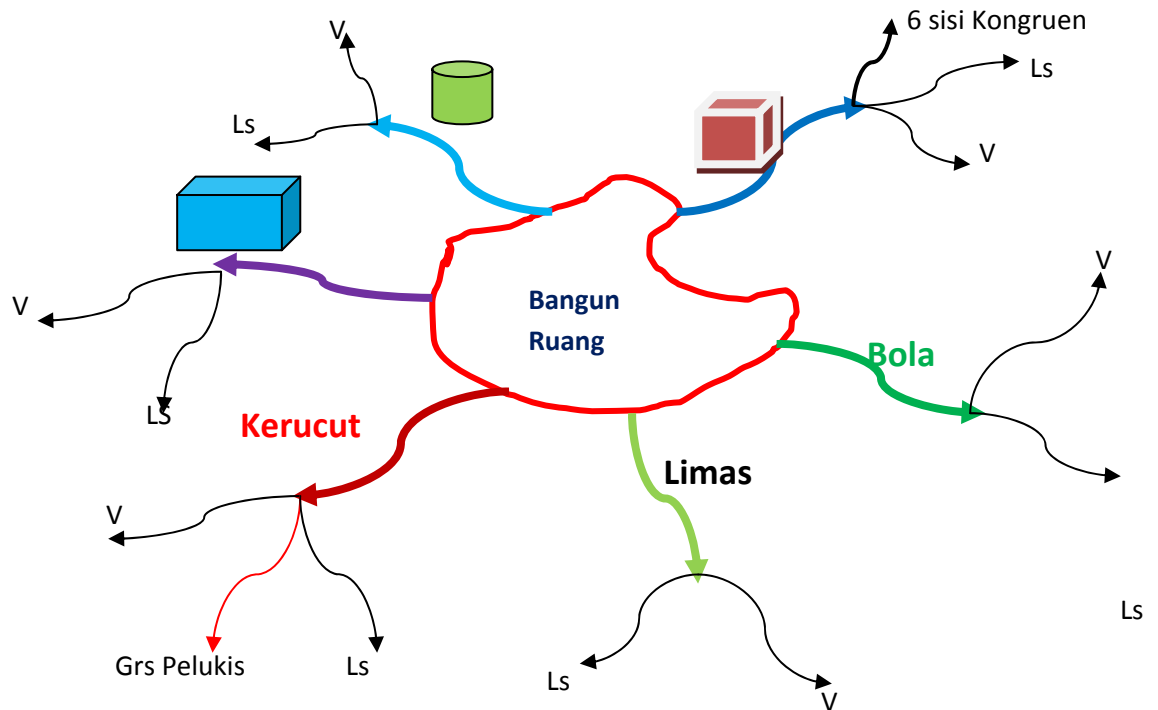 6 sisi Kongruen
V
Ls
Ls
V
V
Bangun
Ruang
V
Bola
LS
Kerucut
Limas
V
Ls
Grs Pelukis
Ls
Ls
V